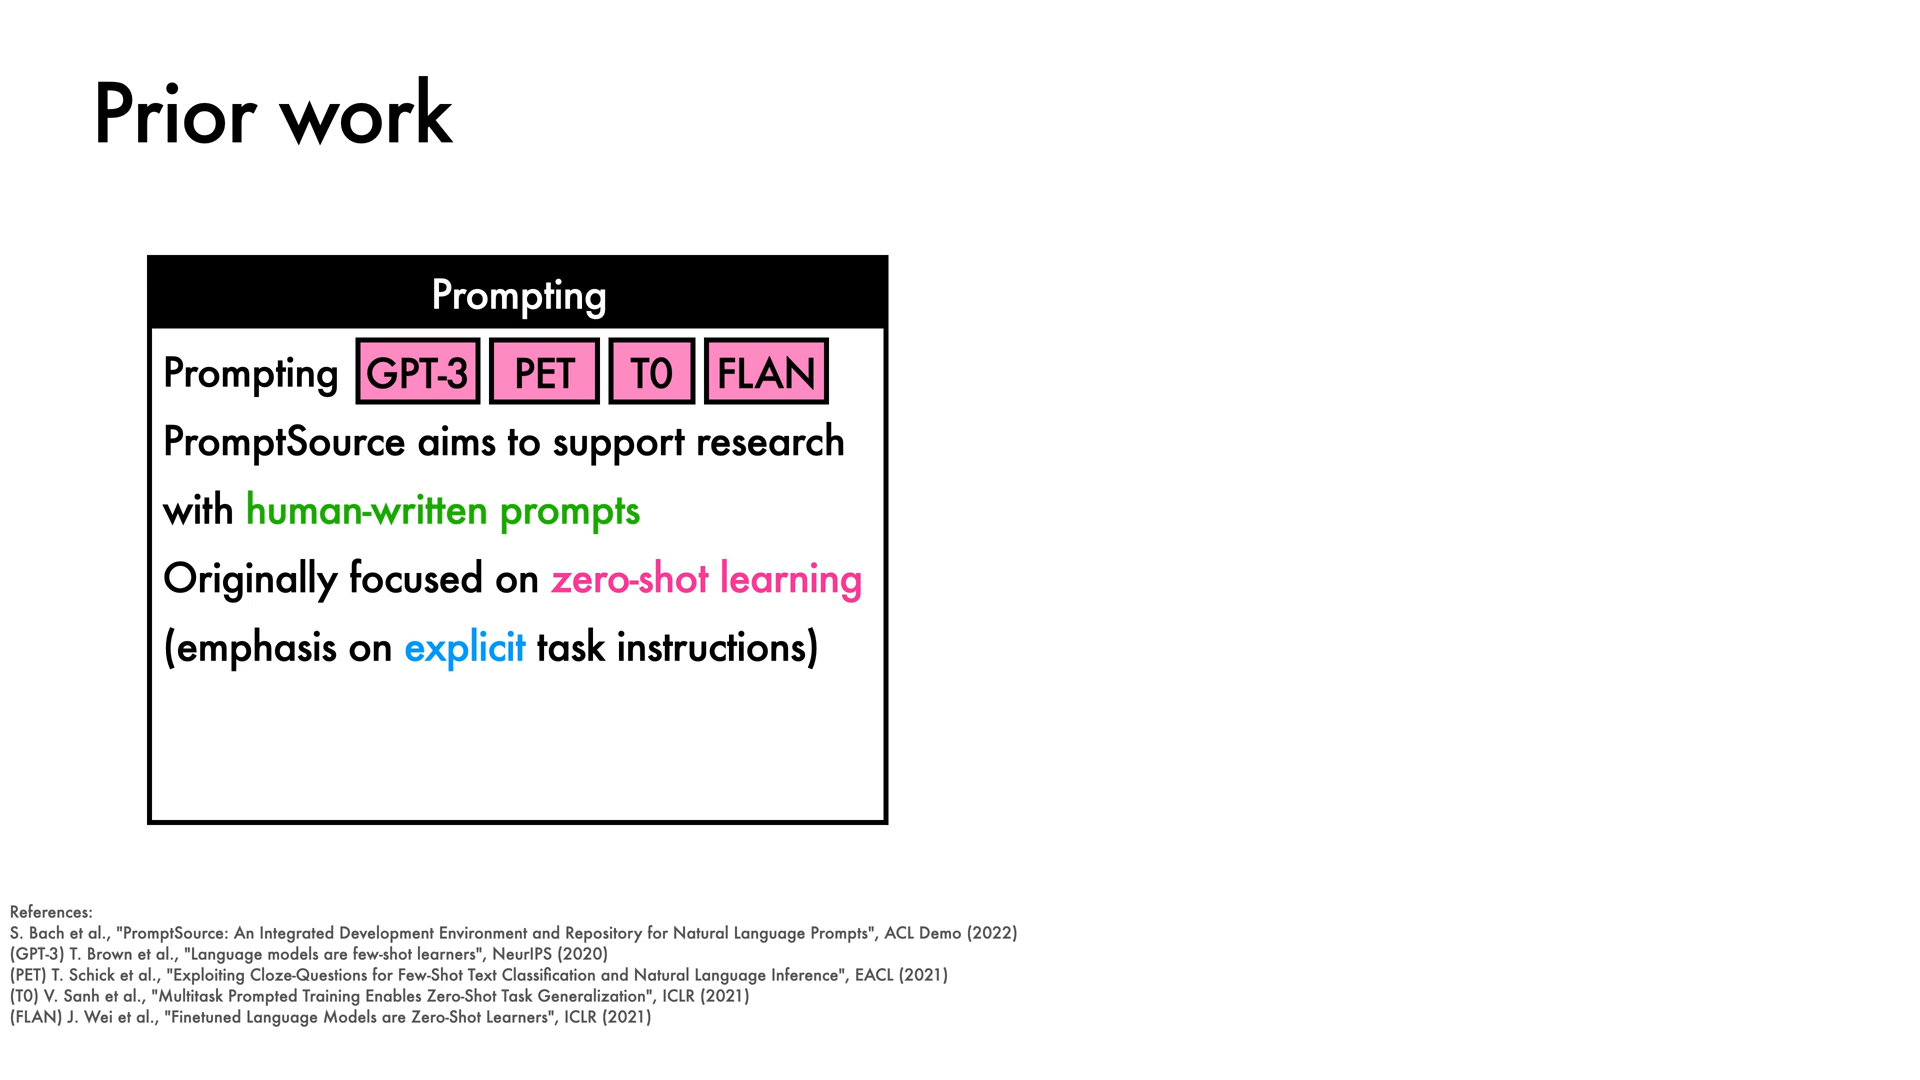 Prior work
Prompting
Prompting GPT-3 PET T0 FLAN
PromptSource aims to support research
with human-written prompts
Originally focused on zero-shot learning
(emphasis on explicit task instructions)
References:
S. Bach et al., "PromptSource: An Integrated Development Environment and Repository for Natural Language Prompts", ACL Demo (2022)
(GPT-3) T. Brown et al., "Language models are few-shot learners", NeurIPS (2020)
(PET) T. Schick et al., "Exploiting Cloze-Questions for Few-Shot Text Classification and Natural Language Inference", EACL (2021)
(T0) V. Sanh et al., "Multitask Prompted Training Enables Zero-Shot Task Generalization", ICLR (2021)
(FLAN) J. Wei et al., "Finetuned Language Models are Zero-Shot Learners", ICLR (2021)